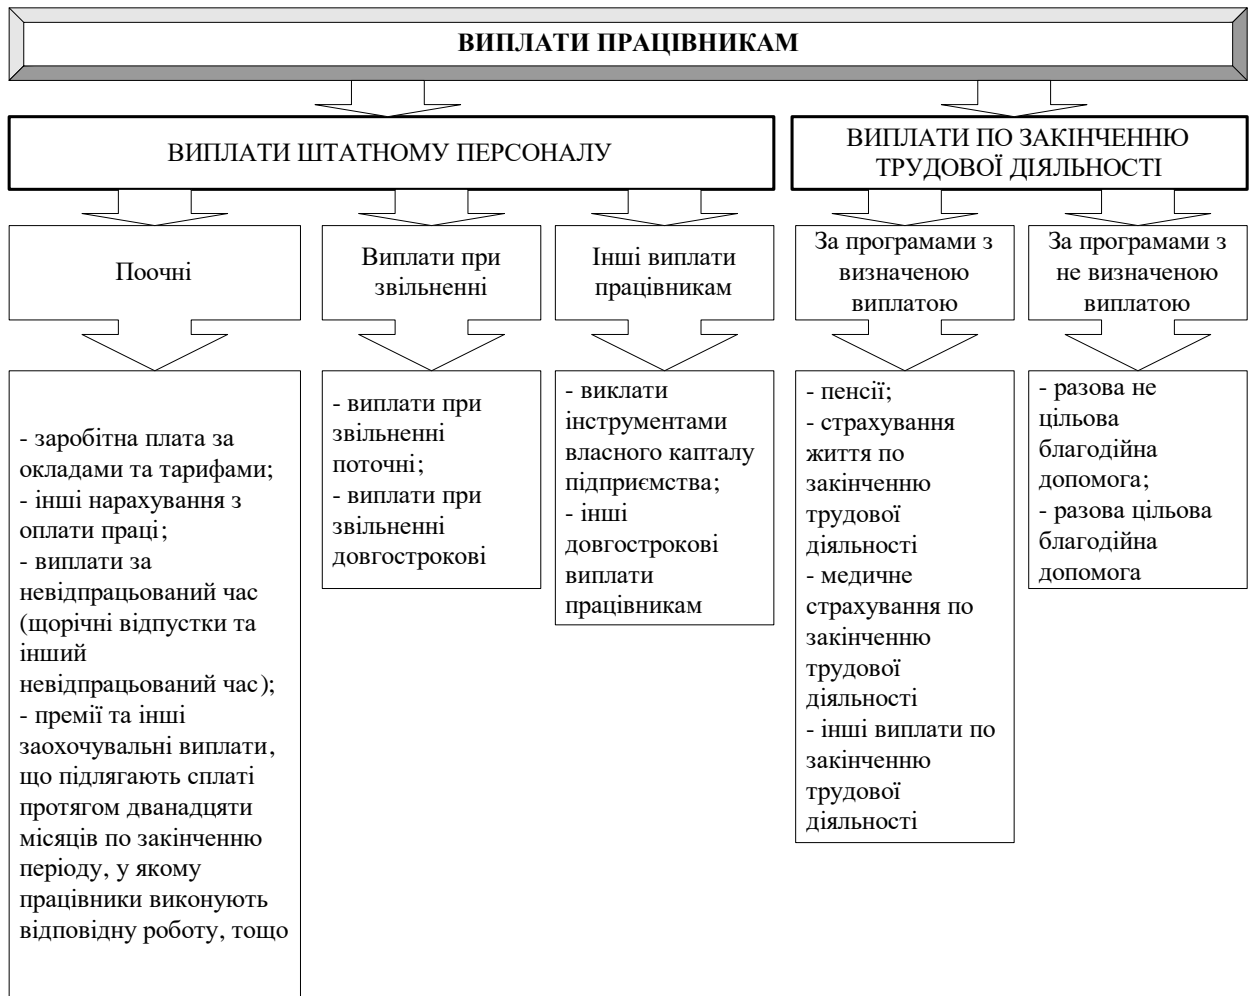 ВИПЛАТИ ПРАЦІВНИКАМ
ВИПЛАТИ ШТАТНОМУ ПЕРСОНАЛУ
ВИПЛАТИ ПО ЗАКІНЧЕННЮ
ТРУДОВОЇ ДІЯЛЬНОСТІ
Поочні
Виплати при
звільненні
Інші виплати
працівникам
За програмами з
визначеною
виплатою
За програмами з
не визначеною
виплатою
- заробітна плата за
окладами та тарифами;
- інші нарахування з
оплати праці;
- виплати за
невідпрацьований час
(щорічні відпустки та
інший
невідпрацьований час);
- премії та інші
заохочувальні виплати,
що підлягають сплаті
протягом дванадцяти
місяців по закінченню
періоду, у якому
працівники виконують
відповідну роботу, тощо
- виплати при
звільненні
поточні;
- виплати при
звільненні
довгострокові
- виклати
інструментами
власного капталу
підприємства;
- інші
довгострокові
виплати
працівникам
- пенсії;
- страхування
життя по
закінченню
трудової
діяльності
- медичне
страхування по
закінченню
трудової
діяльності
- інші виплати по
закінченню
трудової
діяльності
- разова не
цільова
благодійна
допомога;
- разова цільова
благодійна
допомога